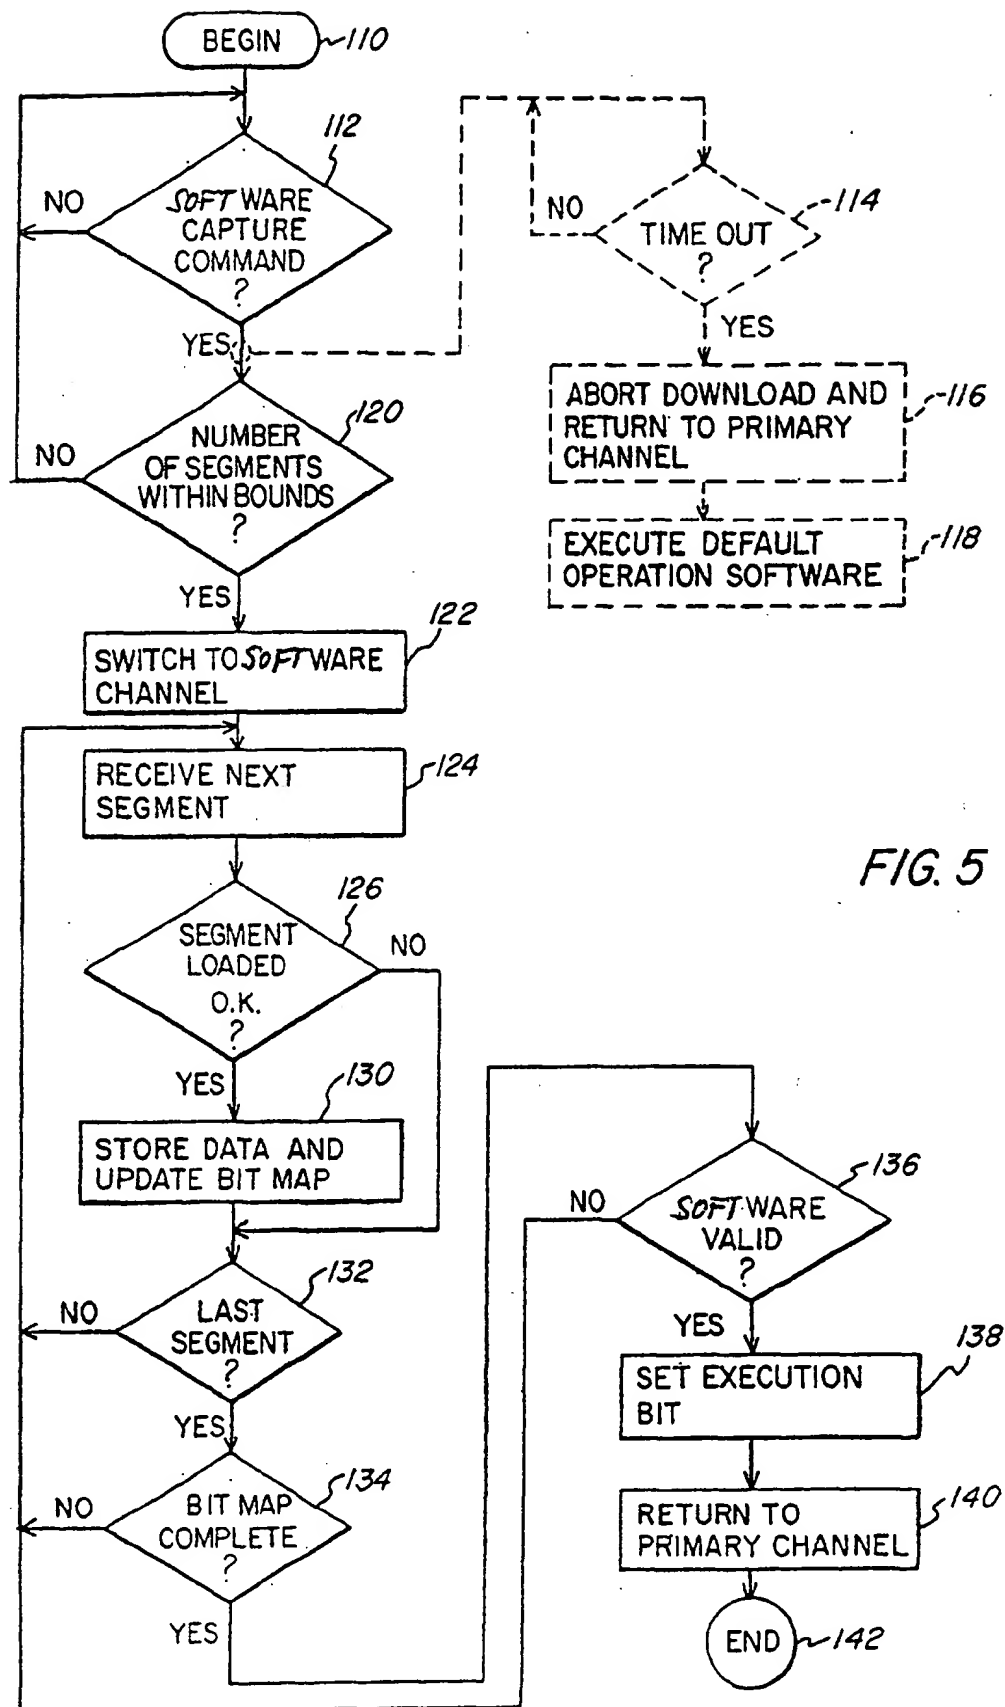 BEGIN
110
112
SOFTWARE
CAPTURE
COMMAND
?
NO
YES
114
TIME OUT
?
NO
YES
ABORT DOWNLOAD AND
RETURN TO PRIMARY
CHANNEL
116
EXECUTE DEFAULT
OPERATION SOFTWARE
118
120
NUMBER
OF SEGMENTS
WITHIN BOUNDS
?
NO
YES
122
SWITCH TO SOFTWARE
CHANNEL
RECEIVE NEXT
SEGMENT
124
FIG. 5
126
SEGMENT
LOADED
O.K.
?
NO
YES
130
STORE DATA AND
UPDATE BIT MAP
132
LAST
SEGMENT
?
NO
YES
134
BIT MAP
COMPLETE
?
NO
YES
136
SOFTWARE
VALID
?
NO
YES
138
SET EXECUTION
BIT
RETURN TO
PRIMARY CHANNEL
140
END
142